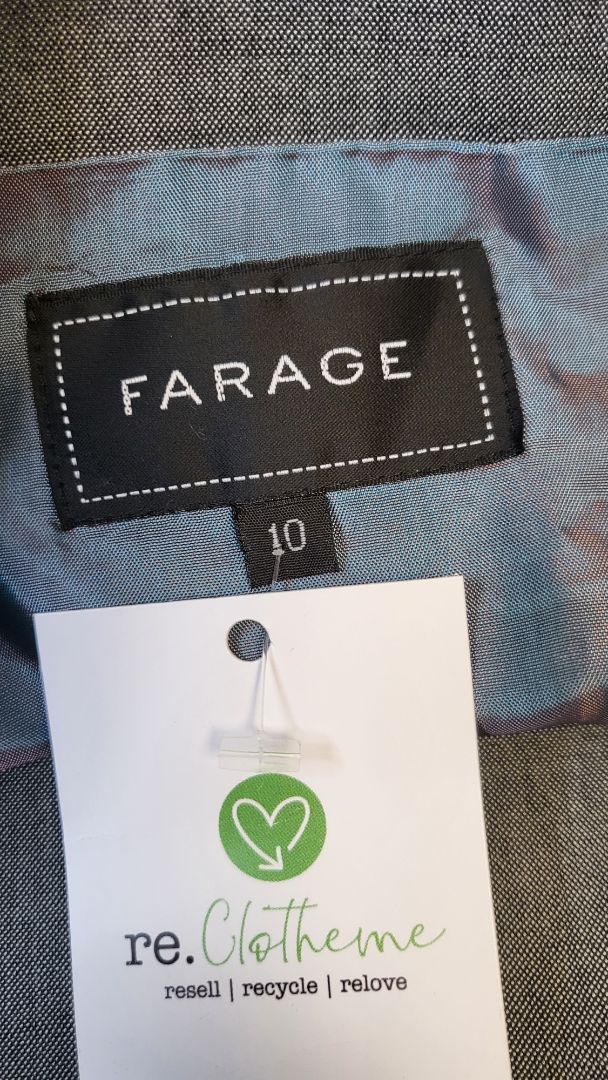 FARAGE
10
re.Clotheme
resell | recycle | relove